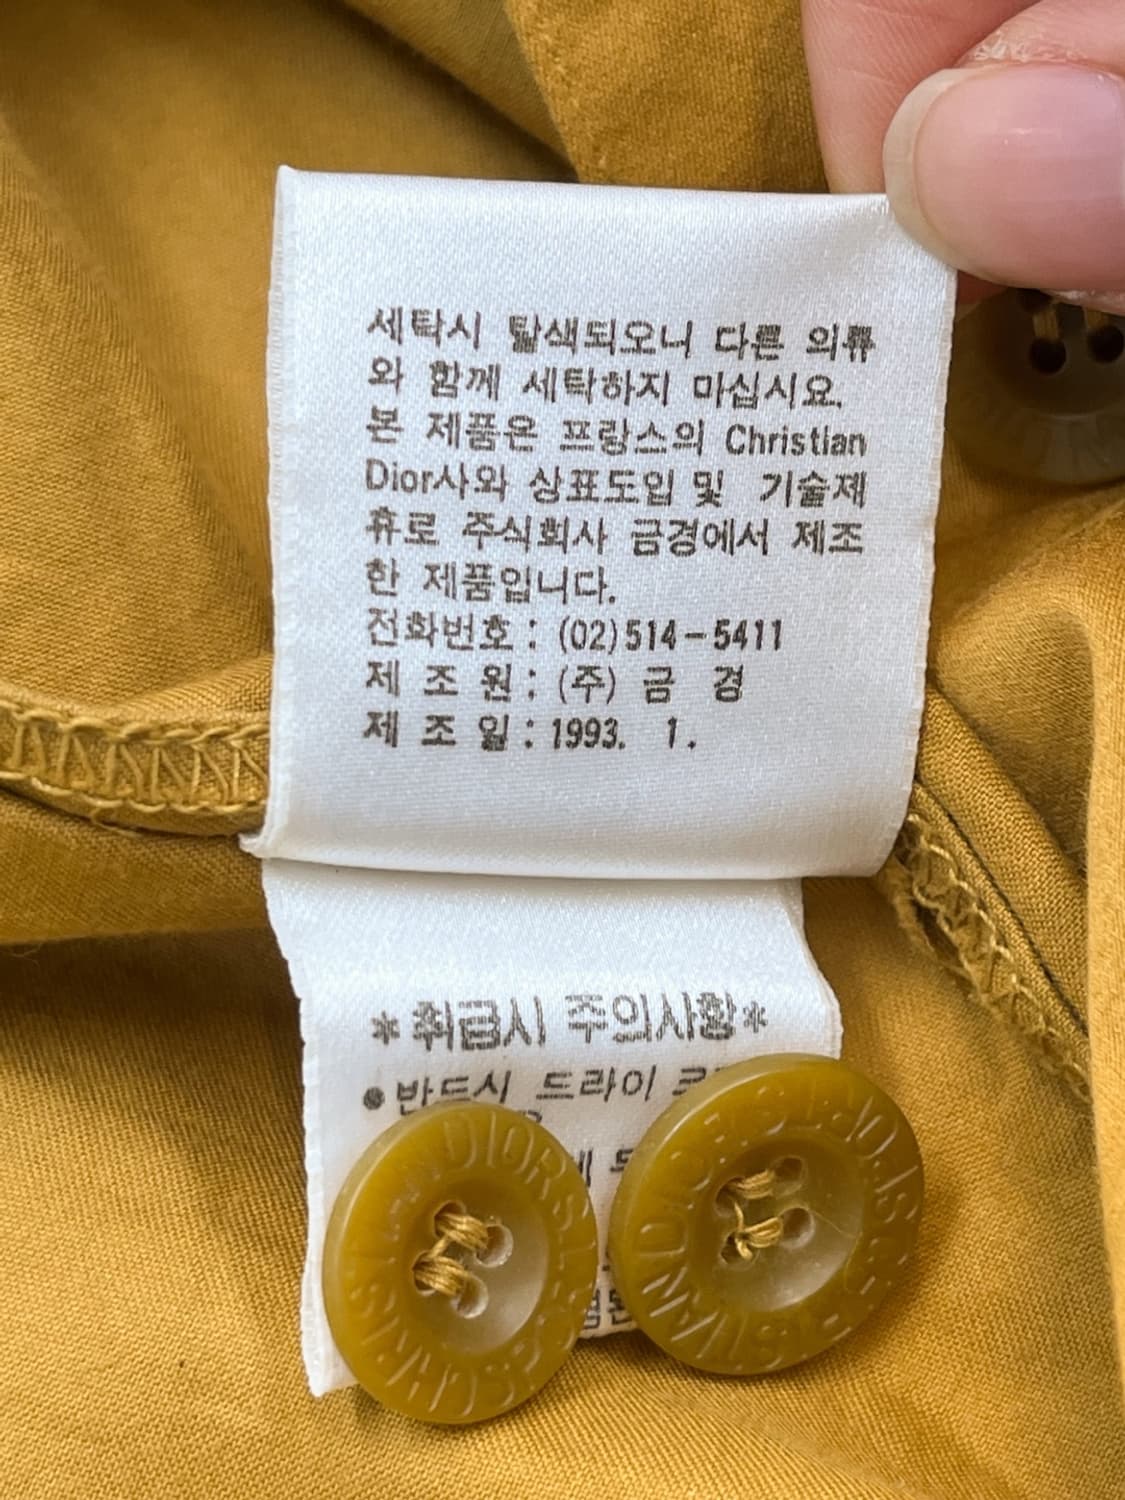 세탁시 탈색되오니 다른 의류
와 함께 세탁하지 마십시요.
본 제품은 프랑스의 Christian
Dior사와 상표도입 및 기술제
휴로 주식회사 금경에서 제조
한 제품입니다.
전화번호 : (02)514-5411
제 조 원 : (주) 금 경
제 조 일 : 1993. 1.
*취급시 주의사항*
●반드시 드라이
DIOR